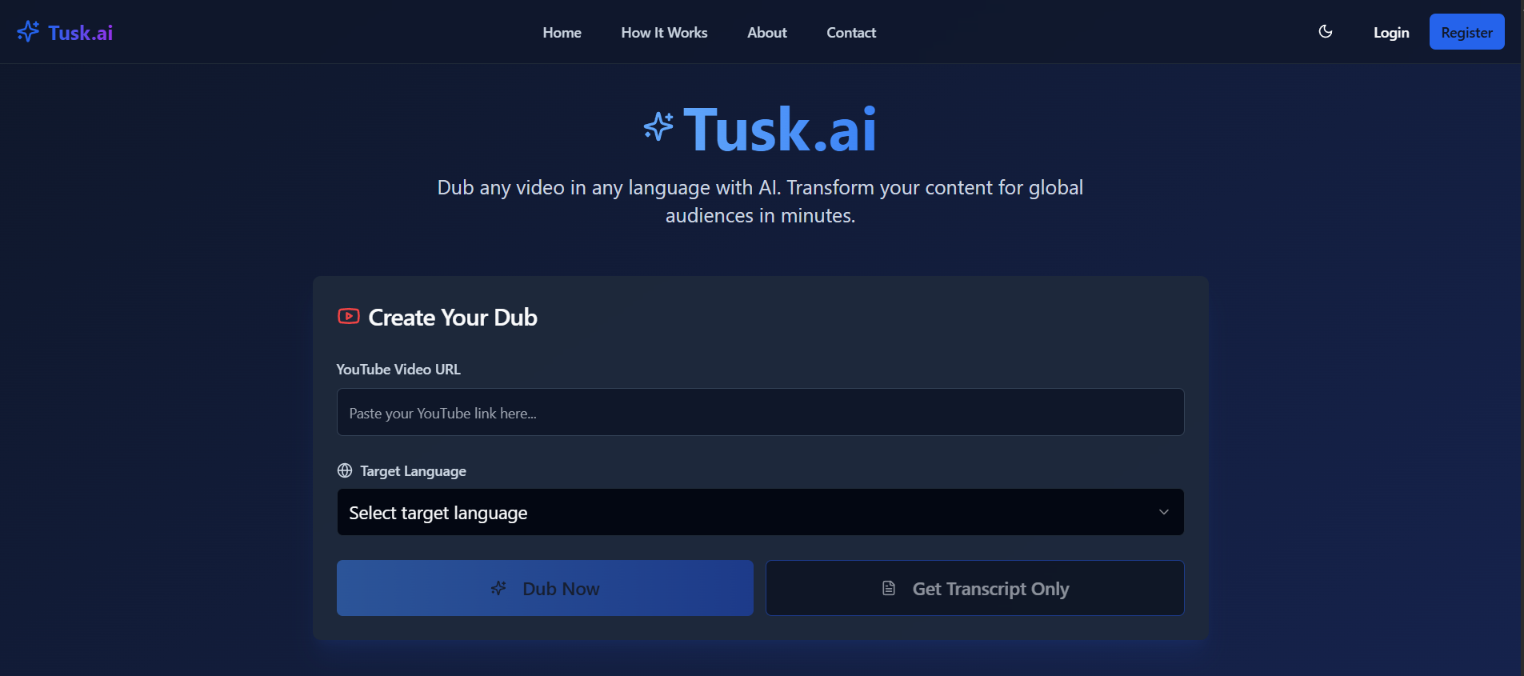 Tusk.ai
Home
How It Works
About
Contact
Login
Register
Tusk.ai
Dub any video in any language with AI. Transform your content for global
audiences in minutes.
Create Your Dub
YouTube Video URL
Paste your YouTube link here...
Target Language
Select target language
Dub Now
Get Transcript Only